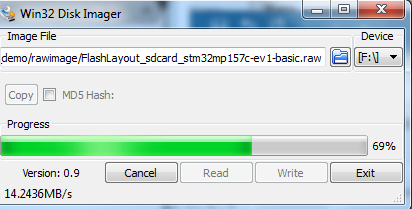 Win32 Disk Imager
Image File
Device
demo/rawimage/FlashLayout_sdcard_stm32mp157c-ev1-basic.raw
[F:\]
Copy
MD5 Hash:
Progress
69%
Version: 0.9
Cancel
Read
Write
Exit
14.2436MB/s